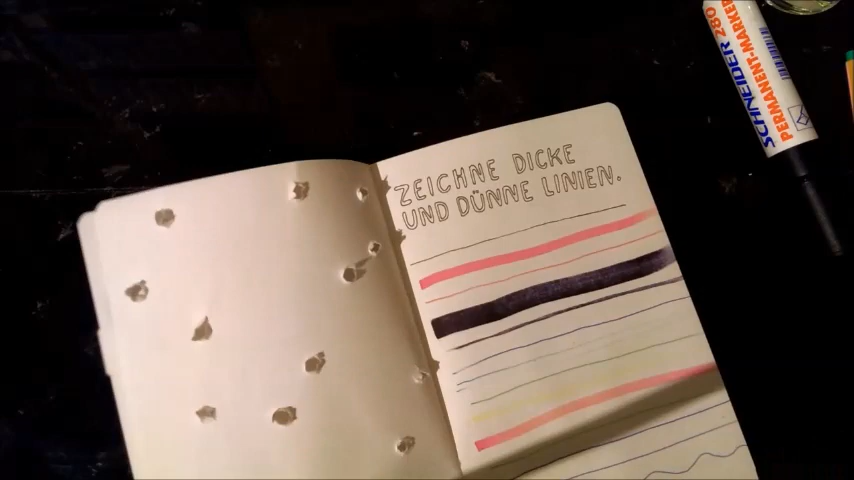 ZEICHNE DICKE
UND DÜNNE LINIEN.
SCHNEIDER 280
PERMANENT-MARKER